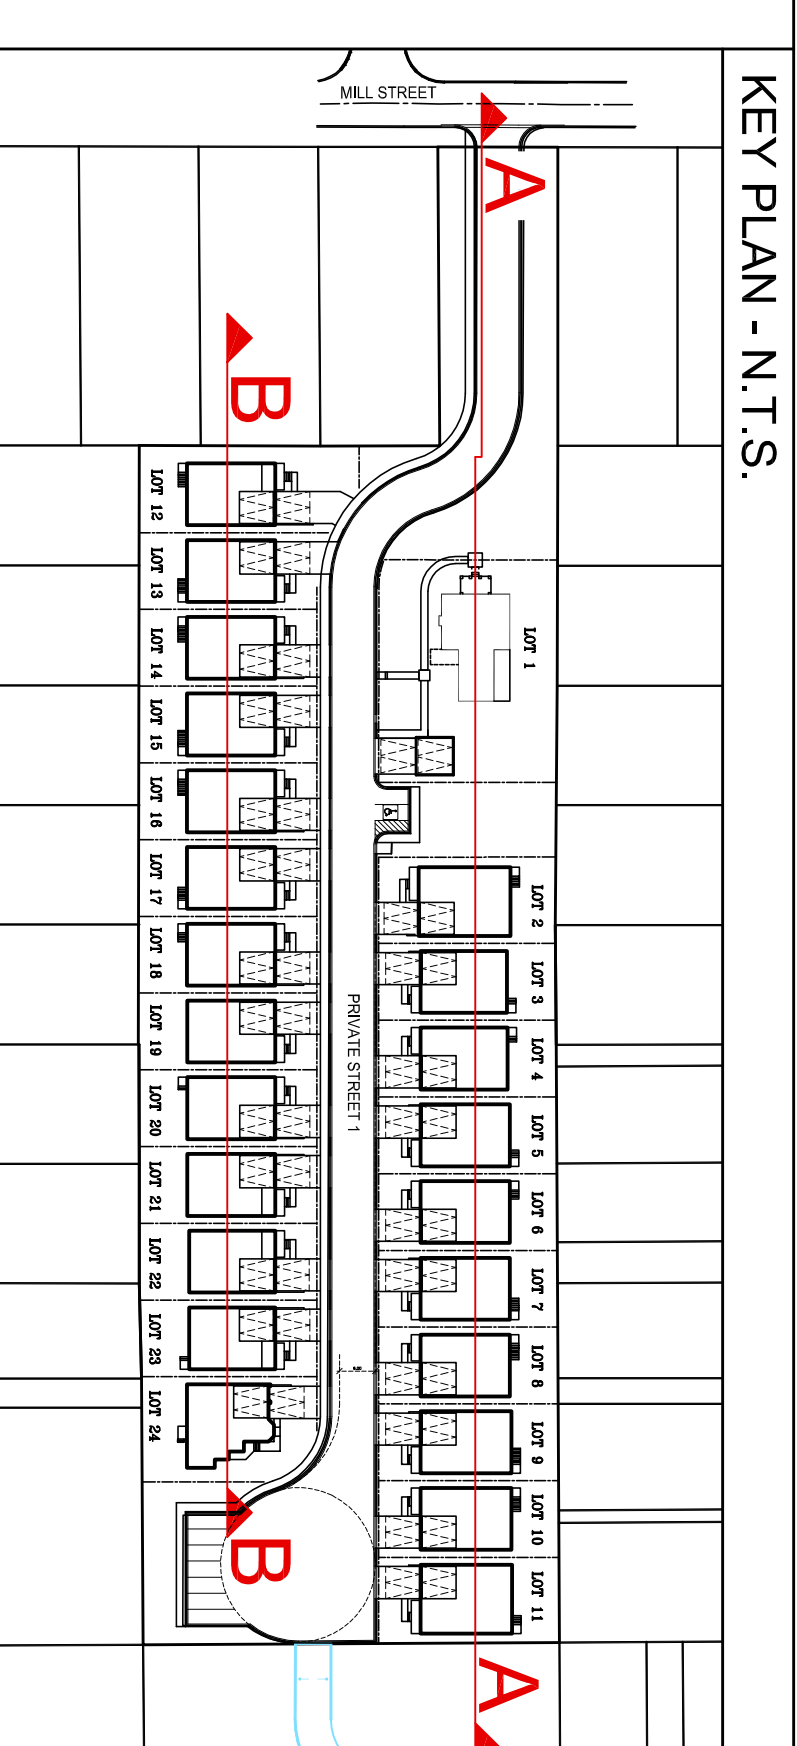 KEY PLAN - N.T.S.
MILL STREET
A
B
LOT 1
LOT 2
LOT 3
LOT 4
LOT 5
LOT 6
LOT 7
LOT 8
LOT 9
LOT 10
LOT 11
PRIVATE STREET 1
LOT 12
LOT 13
LOT 14
LOT 15
LOT 16
LOT 17
LOT 18
LOT 19
LOT 20
LOT 21
LOT 22
LOT 23
LOT 24
B
A